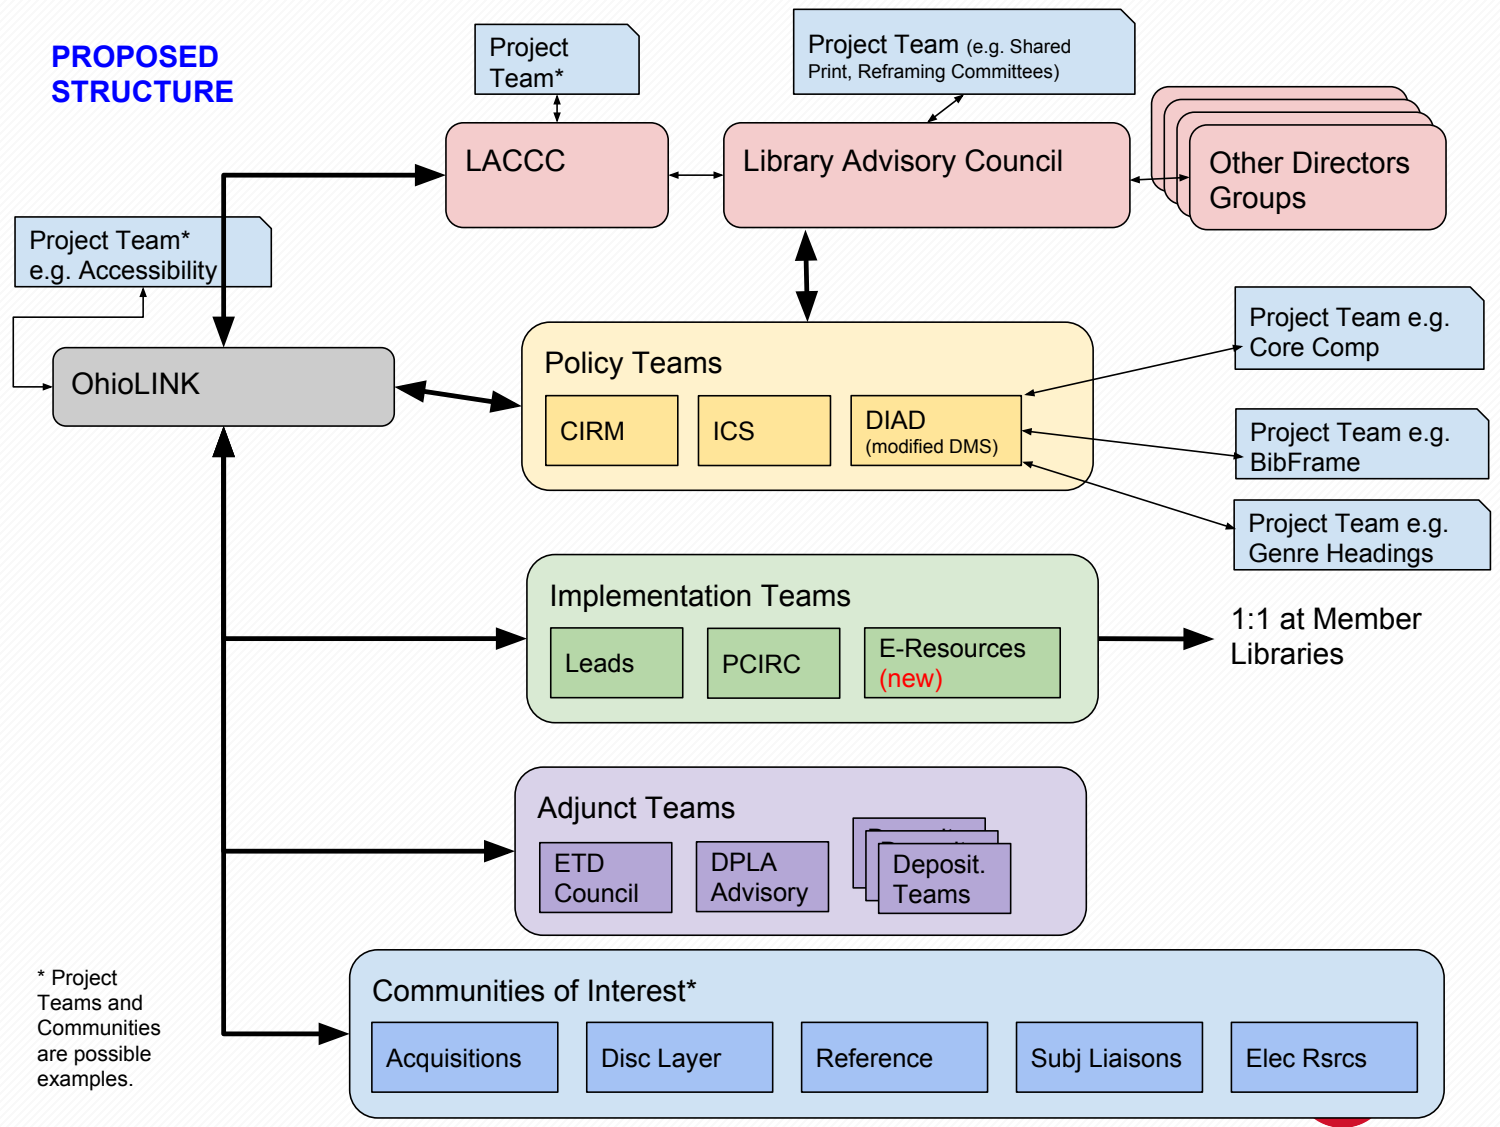 PROPOSED
STRUCTURE
Project
Team*
Project Team (e.g. Shared
Print, Reframing Committees)
LACCC
Library Advisory Council
Other Directors
Groups
Project Team*
e.g. Accessibility
OhioLINK
Policy Teams
CIRM
ICS
DIAD
(modified DMS)
Project Team e.g.
Core Comp
Project Team e.g.
BibFrame
Project Team e.g.
Genre Headings
Implementation Teams
Leads
PCIRC
E-Resources
(new)
1:1 at Member
Libraries
Adjunct Teams
ETD
Council
DPLA
Advisory
Deposit.
Teams
* Project
Teams and
Communities
are possible
examples.
Communities of Interest*
Acquisitions
Disc Layer
Reference
Subj Liaisons
Elec Rsrcs